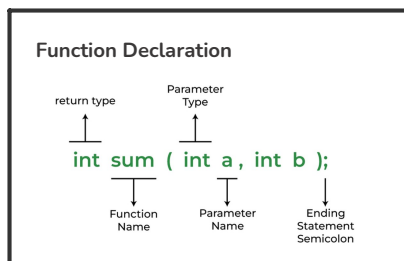 Function Declaration
return type
Parameter
Type
int sum ( int a , int b );
Function
Name
Parameter
Name
Ending
Statement
Semicolon